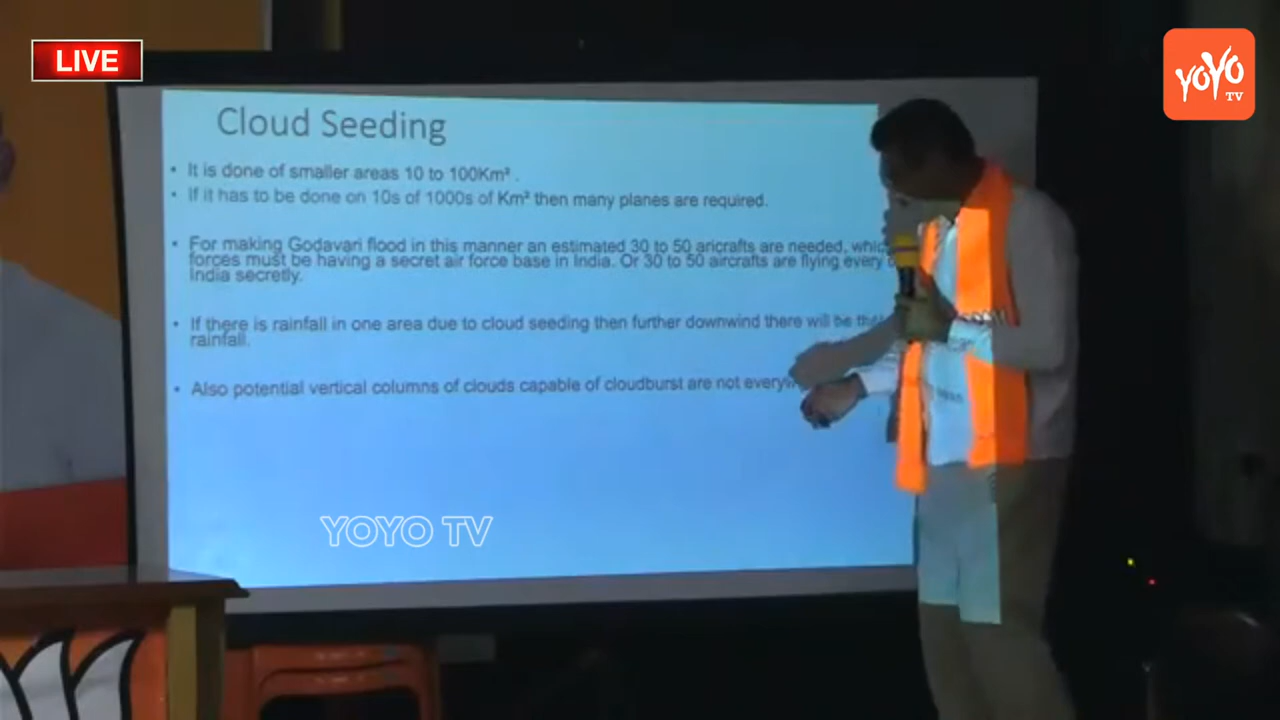 LIVE
YOYO
TV
Cloud Seeding
• It is done of smaller areas 10 to 100Km² .
• If it has to be done on 10s of 1000s of Km² then many planes are required.
• For making Godavari flood in this manner an estimated 30 to 50 aricrafts are needed,
forces must be having a secret air force base in India. Or 30 to 50 aircrafts are flying every
India secretly.
• If there is rainfall in one area due to cloud seeding then further downwind there will be
rainfall.
• Also potential vertical columns of clouds capable of cloudburst are not
YOYO TV